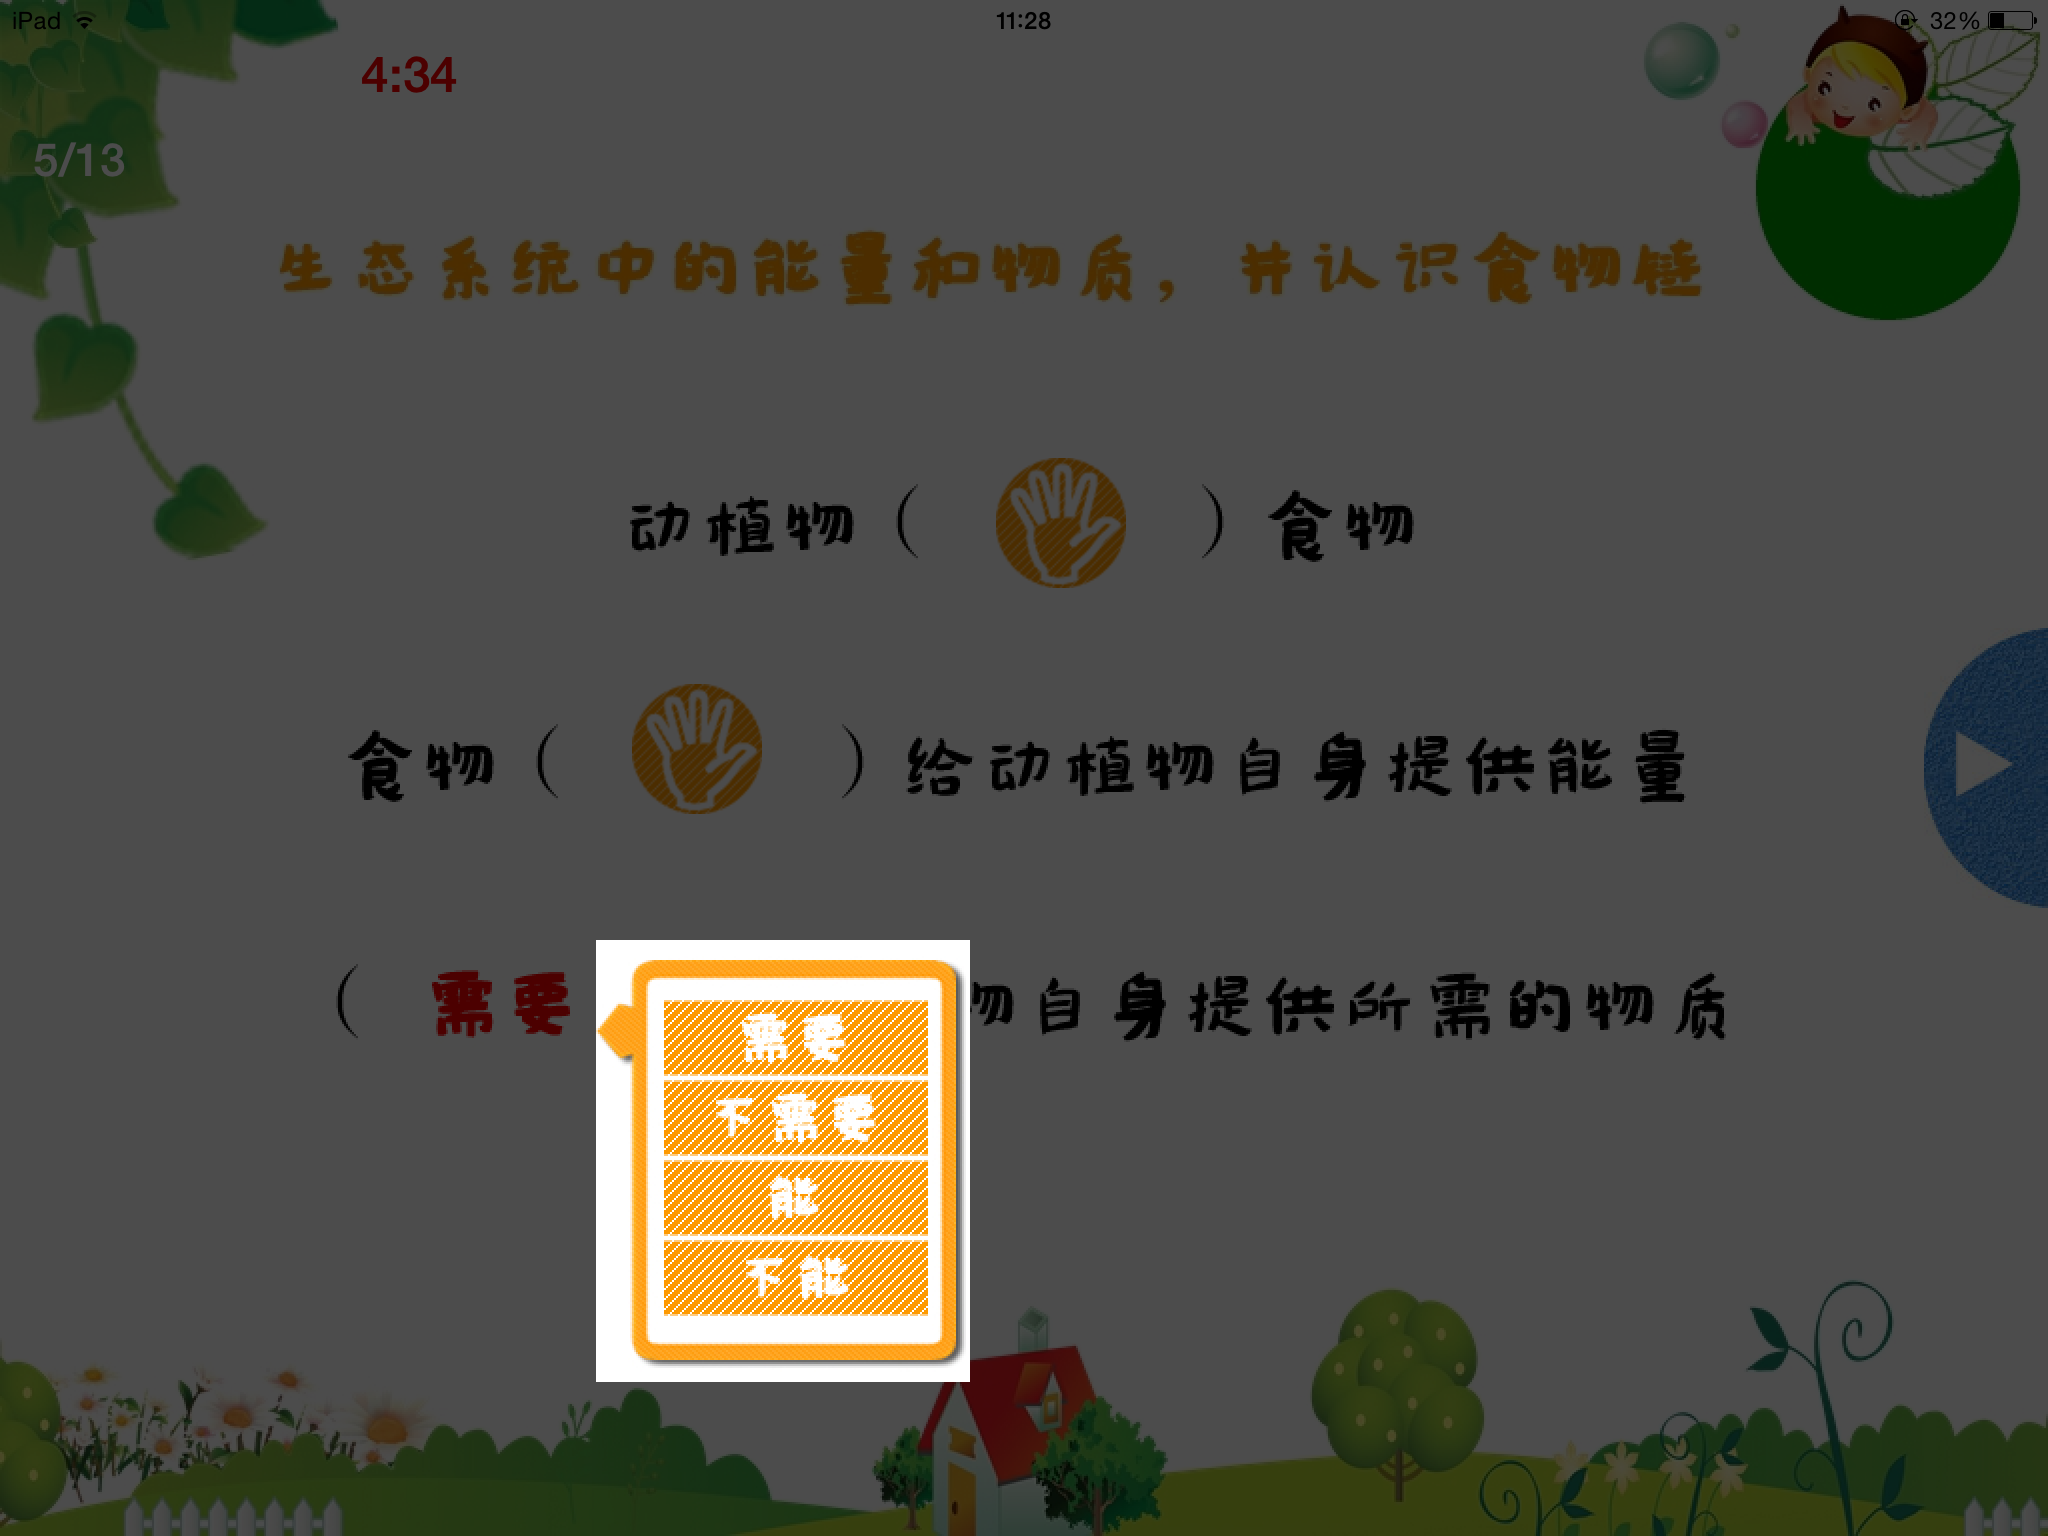 iPad 11:28 32%
4:34
5/13
生态系统中的能量和物质，并认识食物链
动植物（ ）食物
食物（ ）给动植物自身提供能量
（ 需要 物自身提供所需的物质
需要
不需要
能
不能